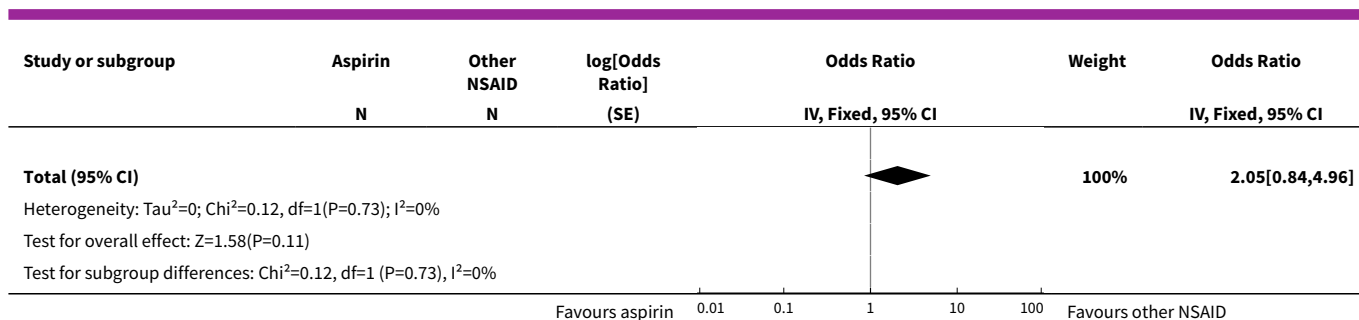 Study or subgroup Aspirin Other NSAID log[Odds Ratio] Odds Ratio Weight Odds Ratio
N N (SE) IV, Fixed, 95% CI IV, Fixed, 95% CI
Total (95% CI) 100% 2.05[0.84,4.96]
Heterogeneity: Tau²=0; Chi²=0.12, df=1(P=0.73); I²=0%
Test for overall effect: Z=1.58(P=0.11)
Test for subgroup differences: Chi²=0.12, df=1 (P=0.73), I²=0%
Favours aspirin 0.01 0.1 1 10 100 Favours other NSAID